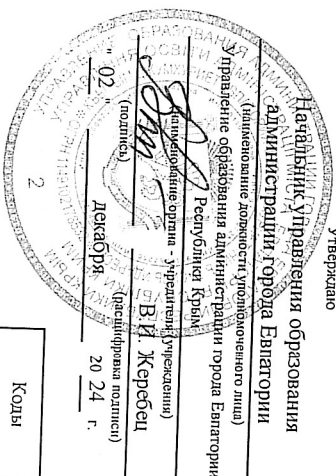 Утверждаю
Начальник управления образования
администрации города Евпатории
(наименование должности уполномоченного лица)
Управление образования администрации города Евпатории
Республики Крым
(наименование органа - учредителя (учреждения)
В.И. Жеребец
(подпись) (расшифровка подписи)
" 02 " декабря 20 24 г.
2
Коды